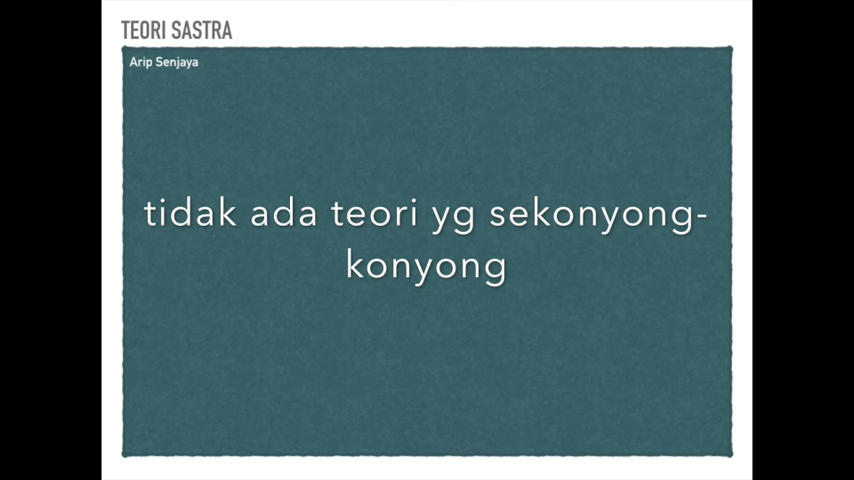 TEORI SASTRA
Arip Senjaya
tidak ada teori yg sekonyong-
konyong